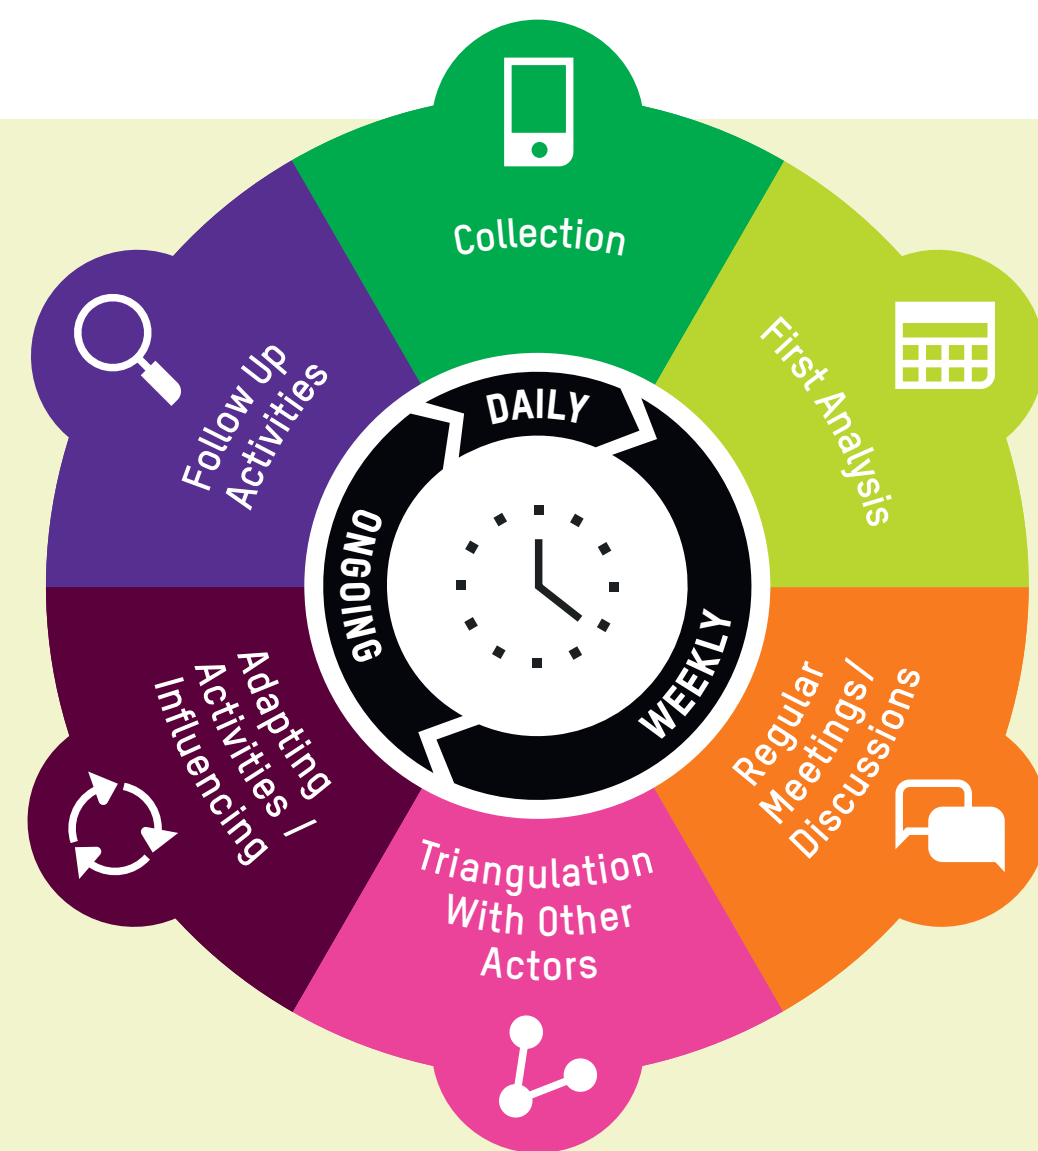 Collection
First Analysis
Regular
Meetings/
Discussions
Triangulation
With Other
Actors
Adapting
Activities /
Influencing
Follow Up
Activities
DAILY
WEEKLY
ONGOING